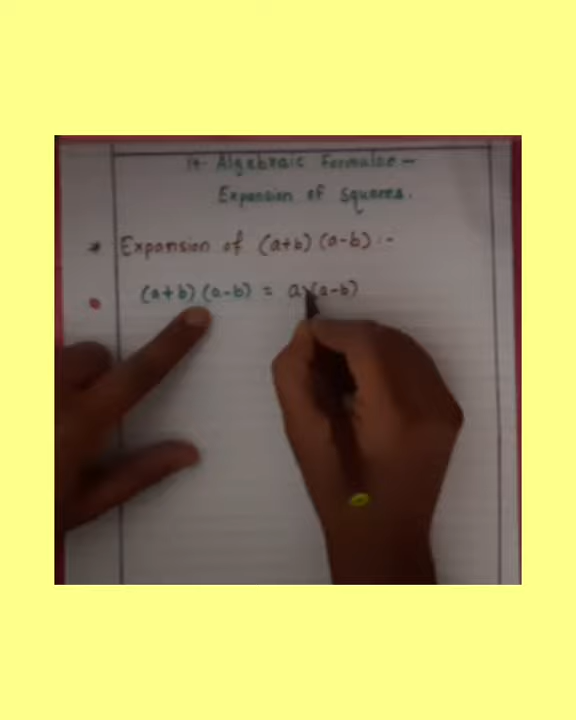 14. Algebraic Formulae -
Expansion of Squares.
* Expansion of (a+b) (a-b) :-
(a+b) (a-b) = a (a-b)